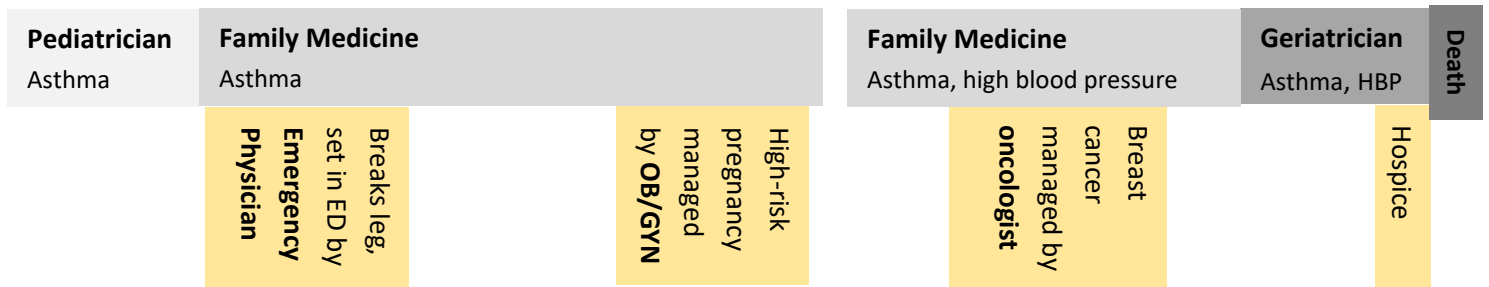 Pediatrician
Asthma
Family Medicine
Asthma
Family Medicine
Asthma, high blood pressure
Geriatrician
Asthma, HBP
Death
Breaks leg,
set in ED by
Emergency
Physician
High-risk
pregnancy
managed
by OB/GYN
Breast
cancer
managed by
oncologist
Hospice